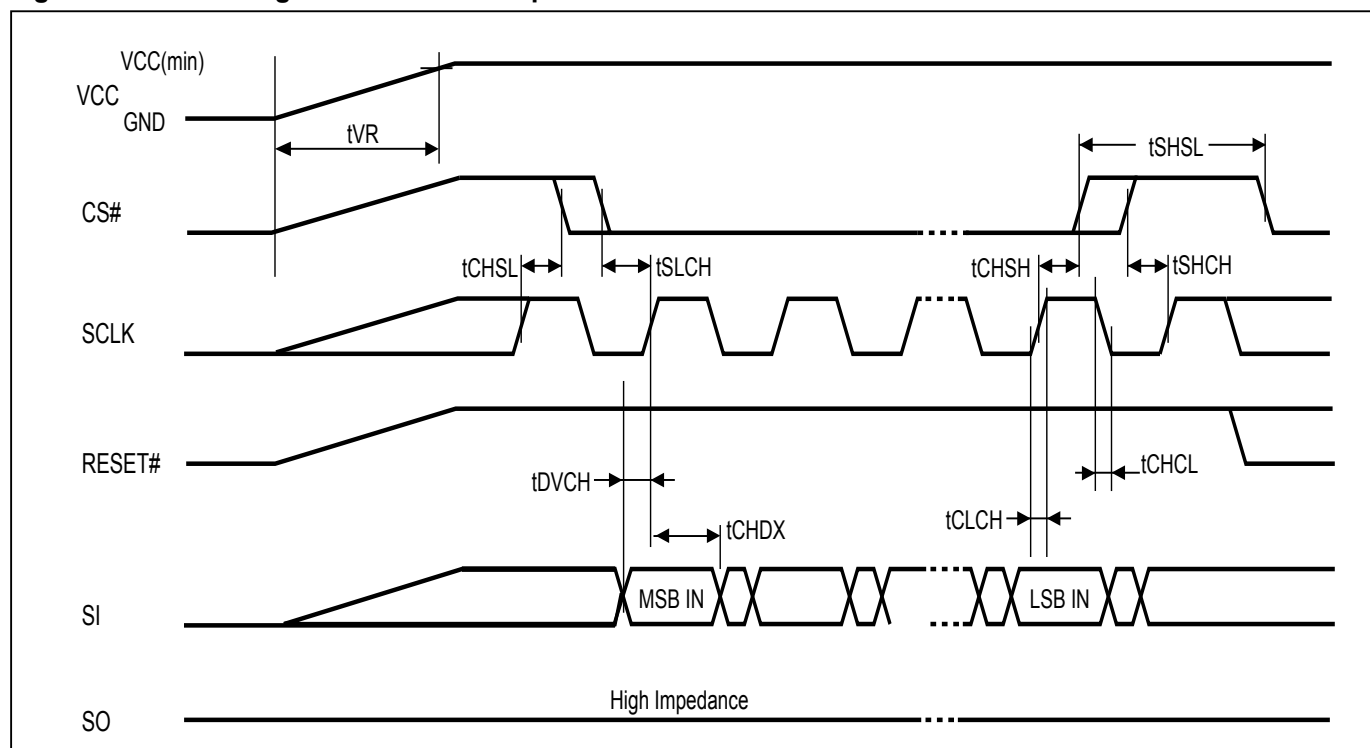 VCC(min)
VCC
GND
tVR
tSHSL
CS#
tCHSL
tSLCH
tCHSH
tSHCH
SCLK
RESET#
tDVCH
tCHCL
tCLCH
tCHDX
SI
MSB IN
LSB IN
High Impedance
SO